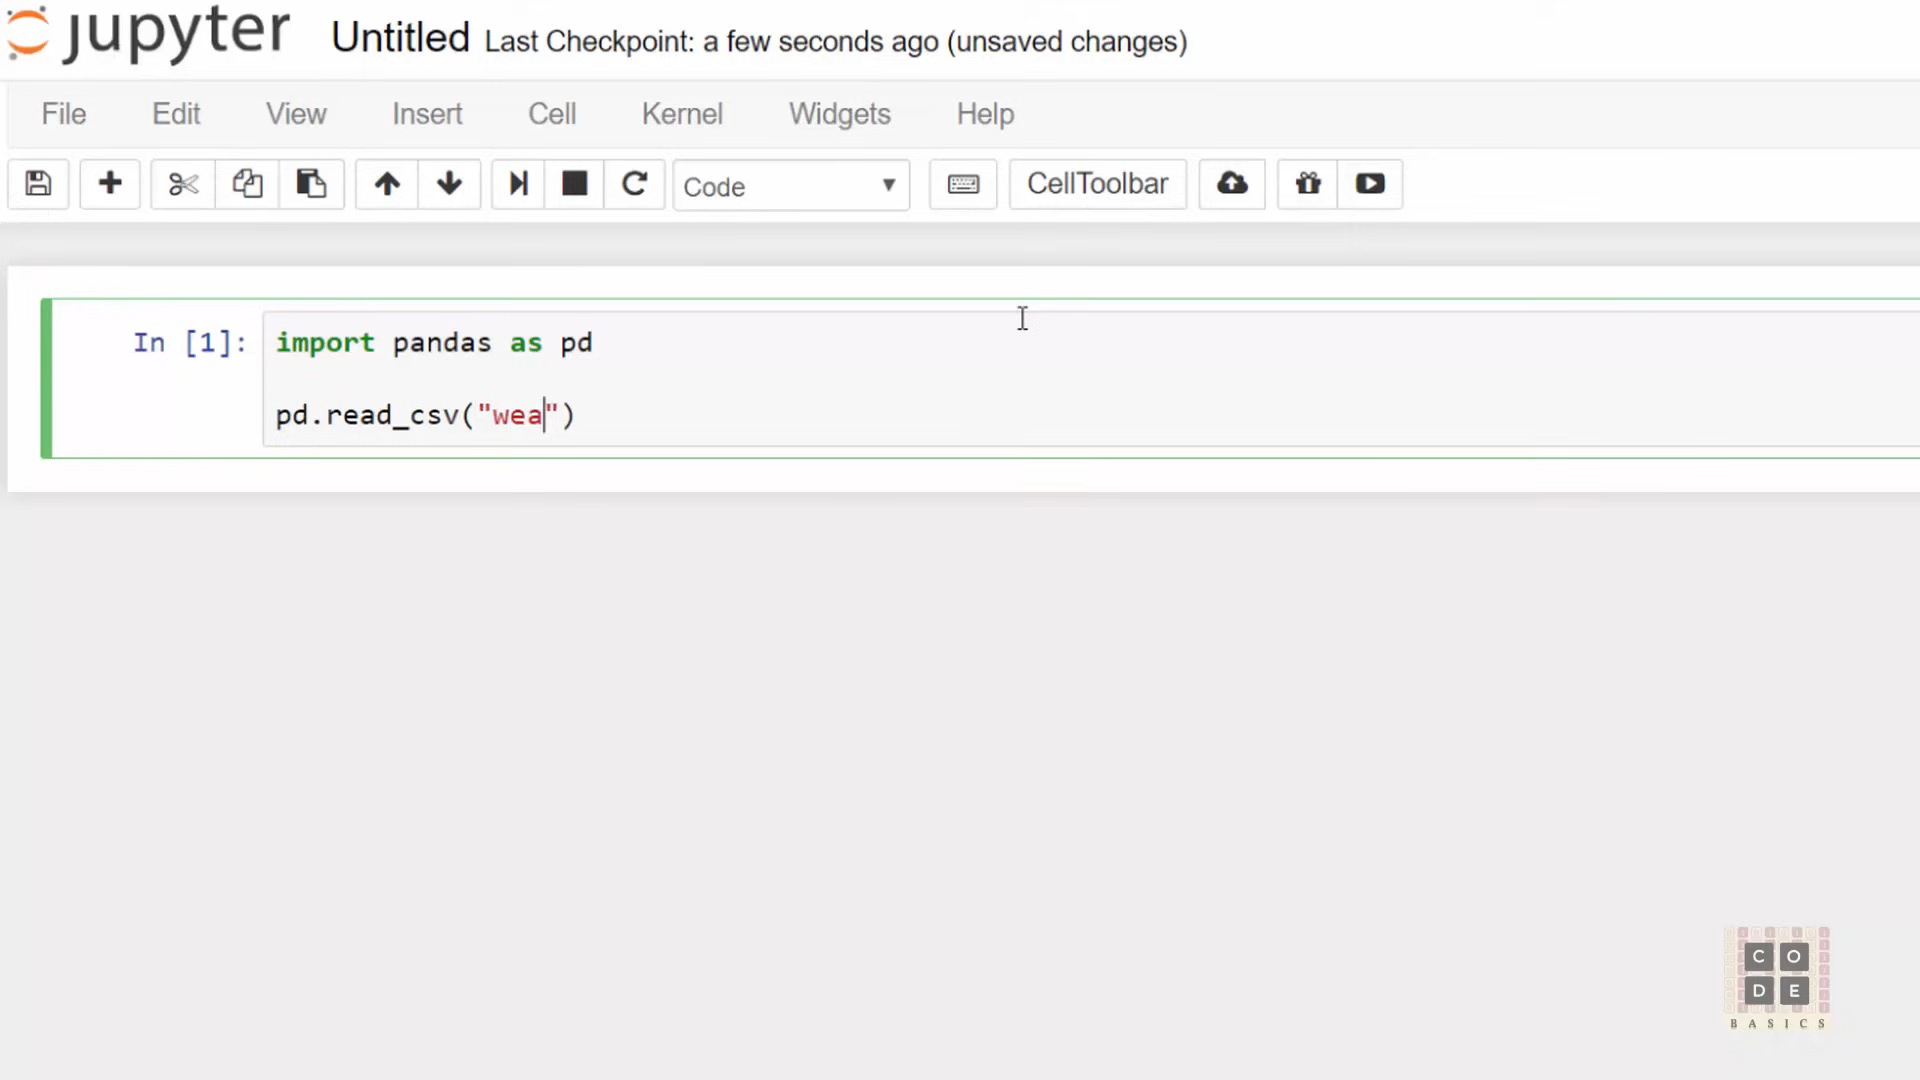 jupyter Untitled Last Checkpoint: a few seconds ago (unsaved changes)
File Edit View Insert Cell Kernel Widgets Help
Code CellToolbar
In [1]: import pandas as pd
pd.read_csv("wea")
C O
D E
BASICS